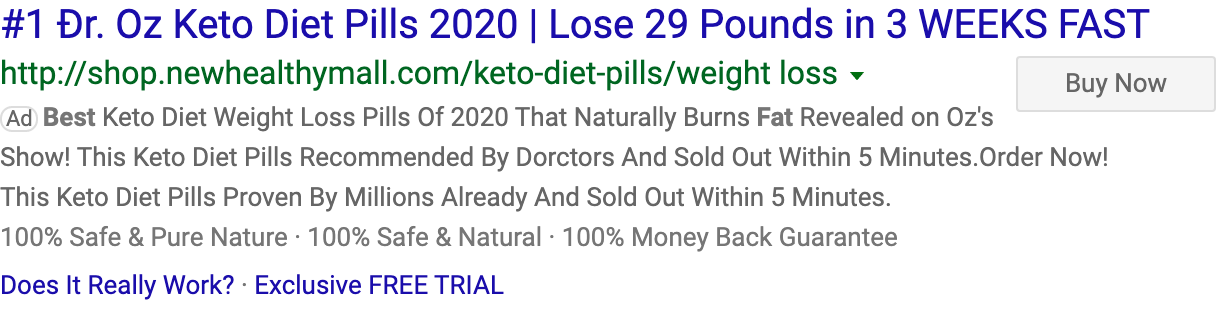 #1 Đr. Oz Keto Diet Pills 2020 | Lose 29 Pounds in 3 WEEKS FAST
http://shop.newhealthymall.com/keto-diet-pills/weight loss
Buy Now
Ad Best Keto Diet Weight Loss Pills Of 2020 That Naturally Burns Fat Revealed on Oz's
Show! This Keto Diet Pills Recommended By Dorctors And Sold Out Within 5 Minutes.Order Now!
This Keto Diet Pills Proven By Millions Already And Sold Out Within 5 Minutes.
100% Safe & Pure Nature · 100% Safe & Natural · 100% Money Back Guarantee
Does It Really Work? · Exclusive FREE TRIAL